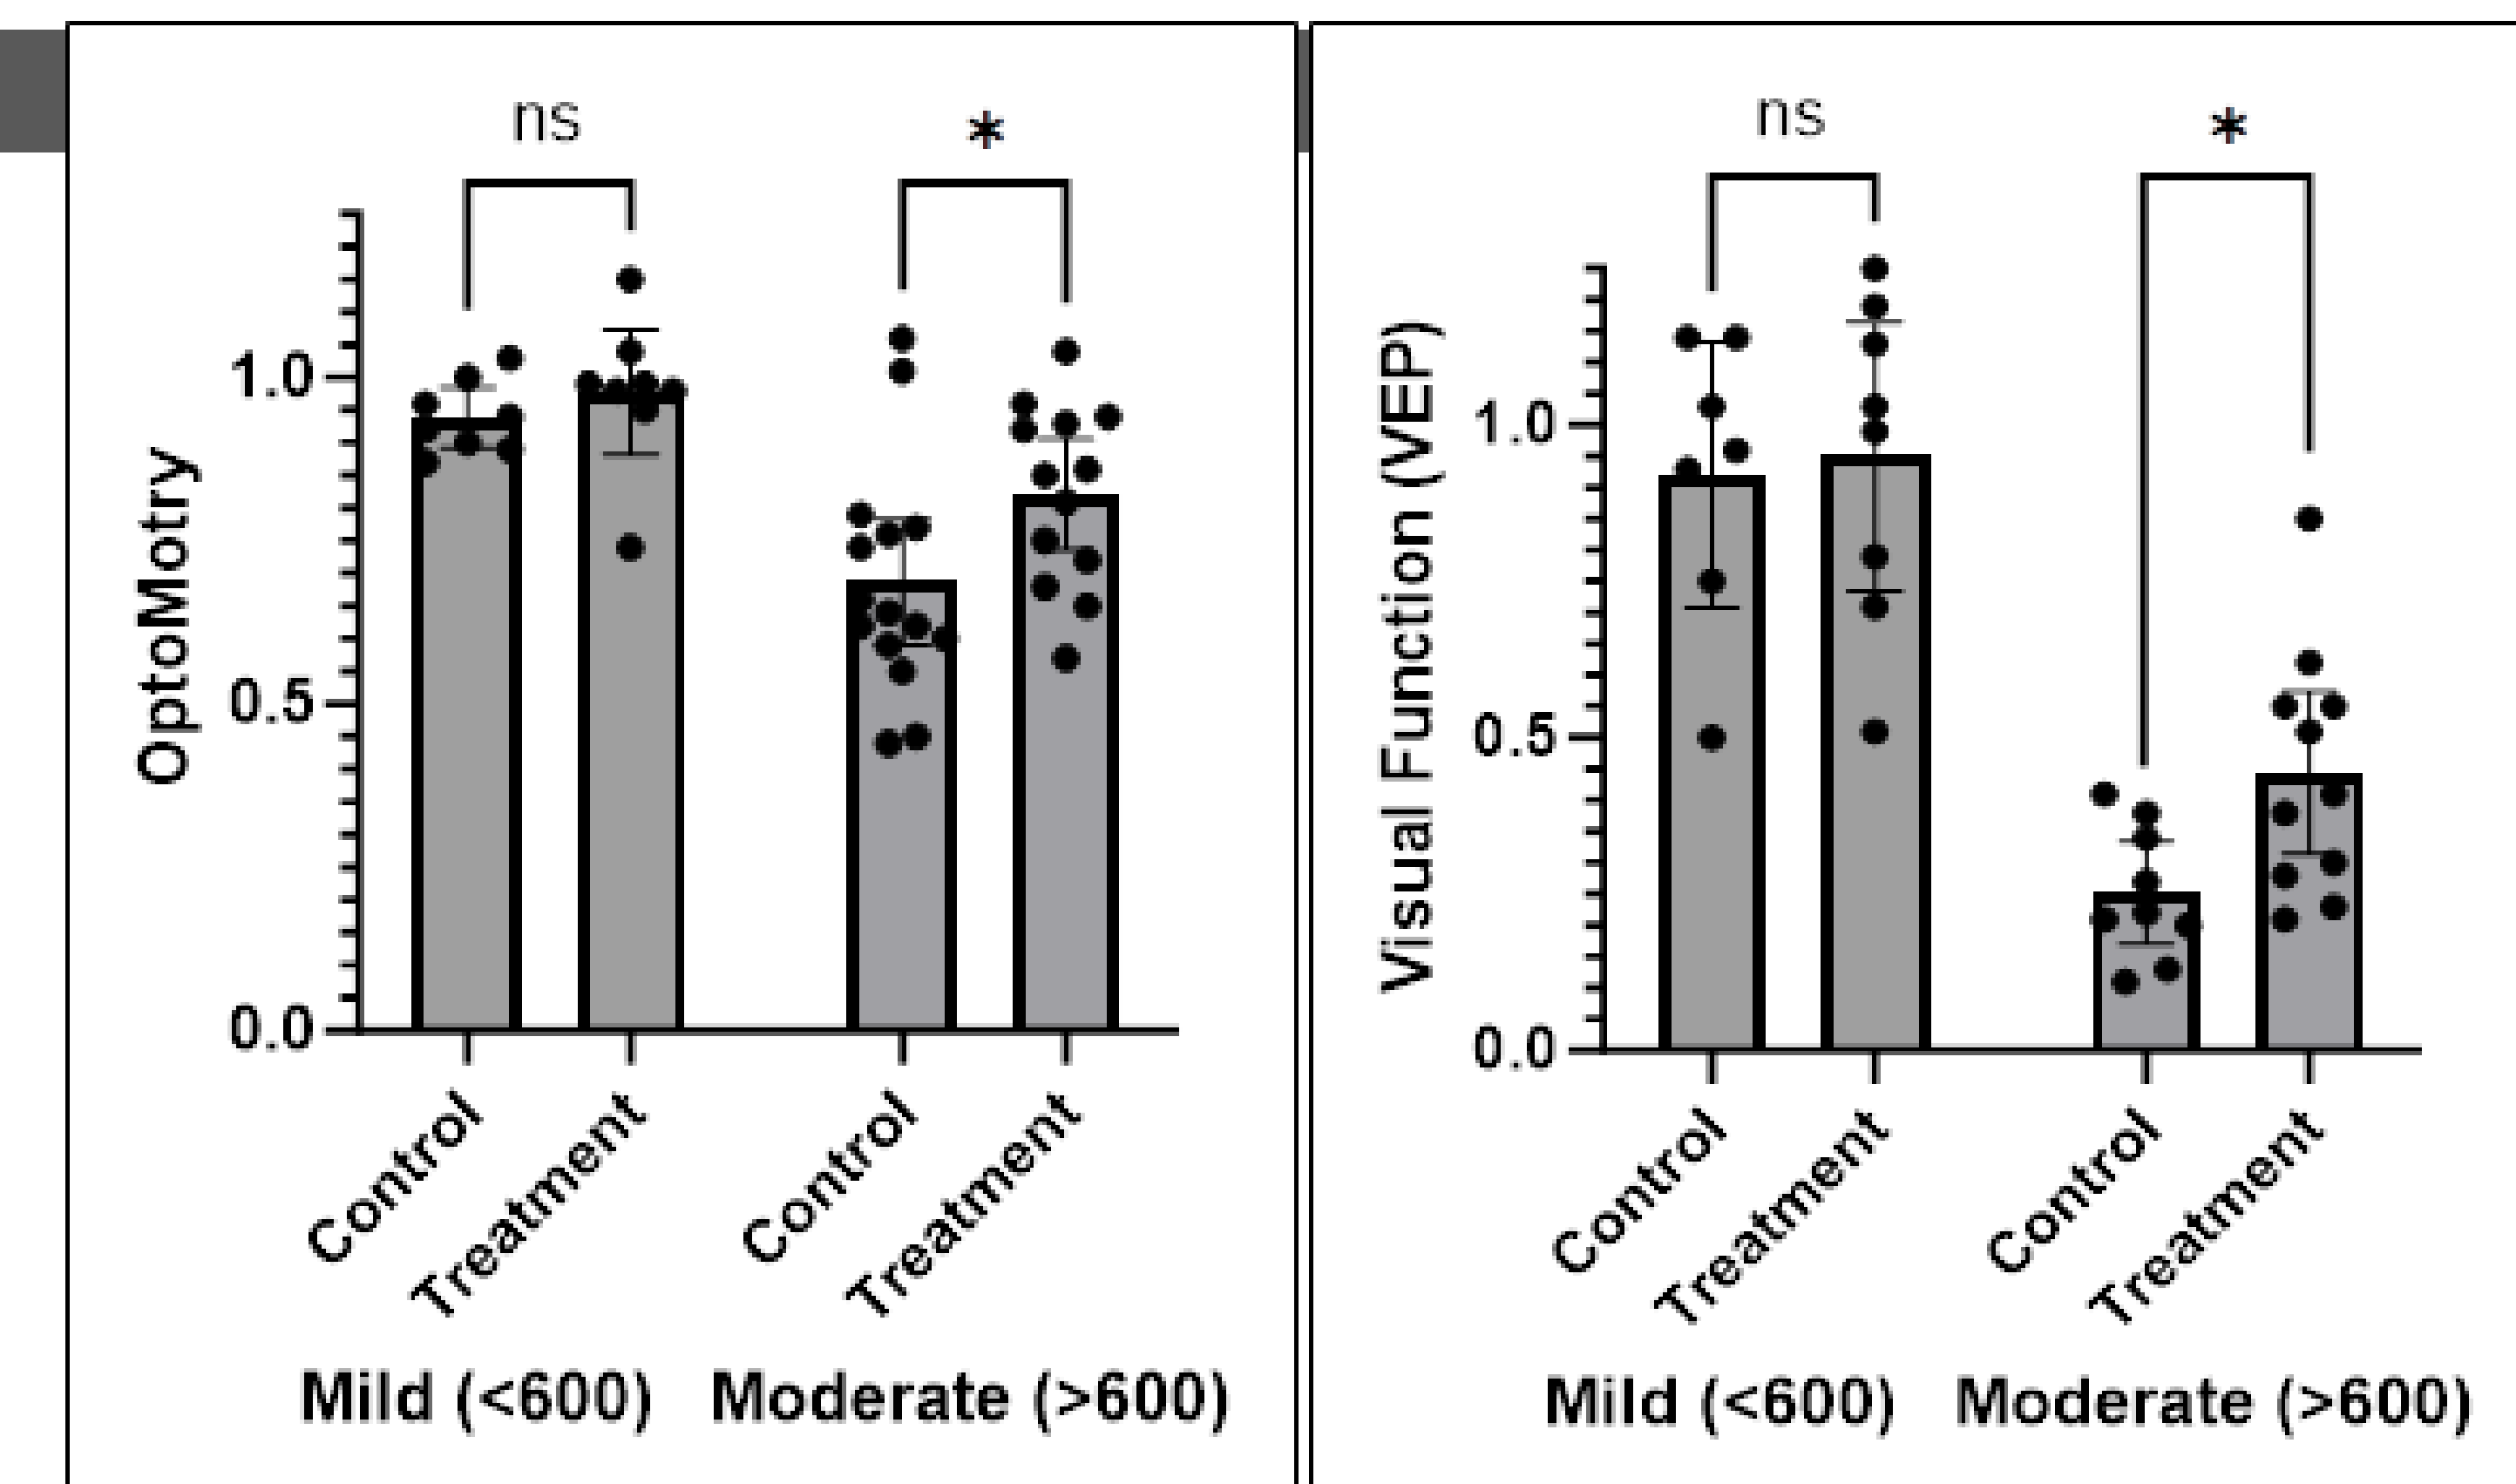 ns
*
OptoMotry
1.0
0.5
0.0
Control
Treatment
Control
Treatment
Mild (<600)
Moderate (>600)
ns
*
Visual Function (VEP)
1.0
0.5
0.0
Control
Treatment
Control
Treatment
Mild (<600)
Moderate (>600)